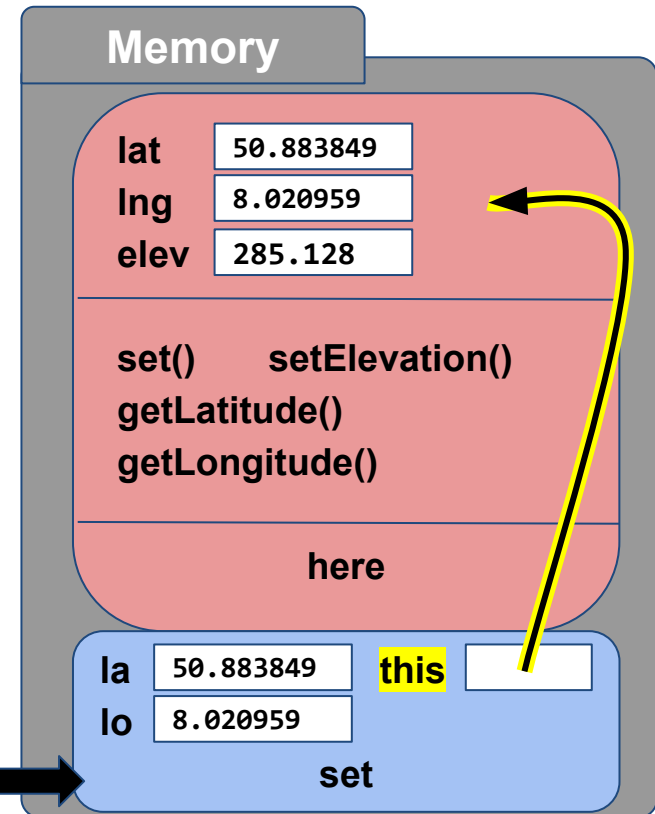 Memory
lat 50.883849
lng 8.020959
elev 285.128
set() setElevation()
getLatitude()
getLongitude()
here
la 50.883849 this
lo 8.020959
set